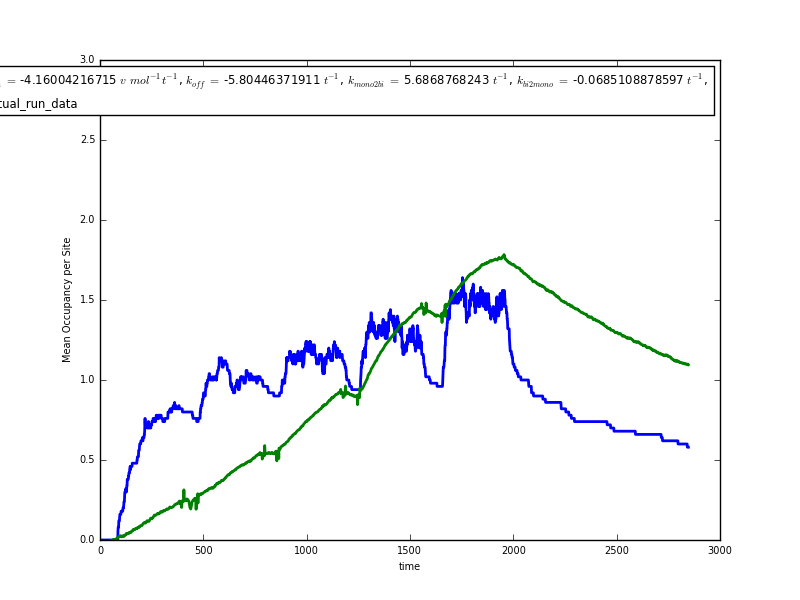 = -4.16004216715 v mol⁻¹t⁻¹, k_off = -5.80446371911 t⁻¹, k_mono2bi = 5.6868768243 t⁻¹, k_bi2mono = -0.0685108878597 t⁻¹,
tual_run_data
3.0
2.5
2.0
1.5
1.0
0.5
0.0
Mean Occupancy per Site
0 500 1000 1500 2000 2500 3000
time